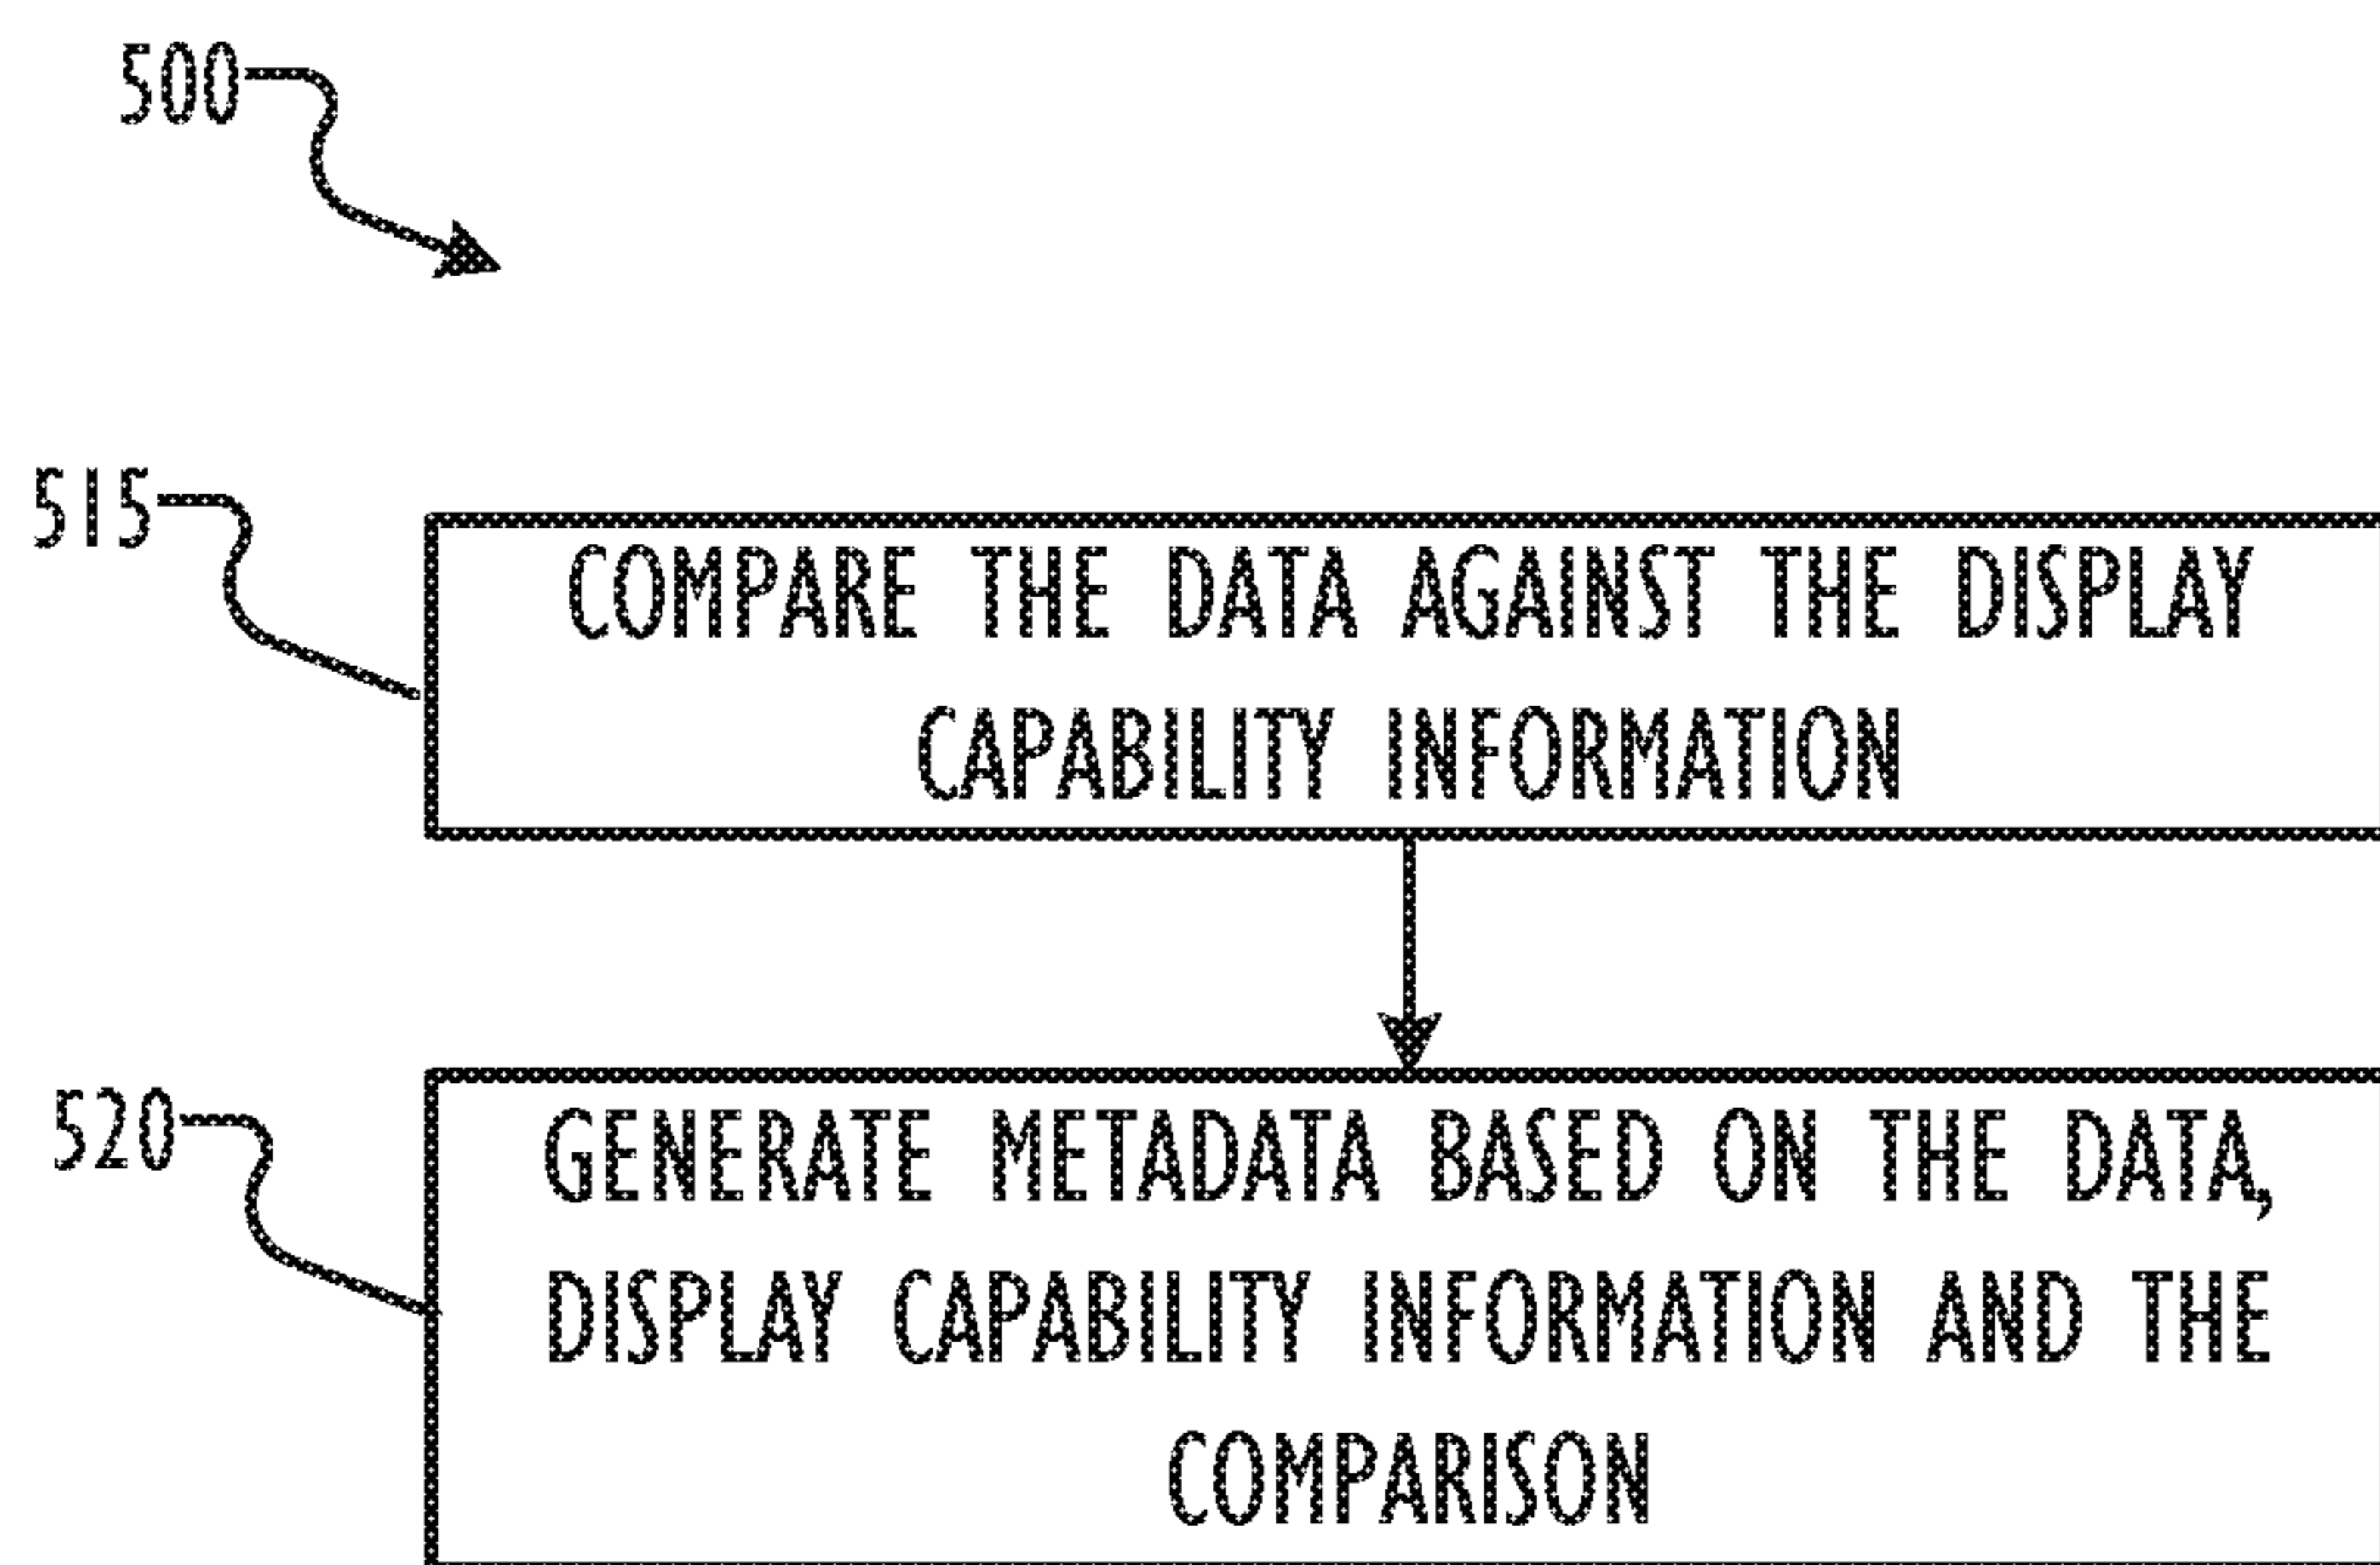 500
515
COMPARE THE DATA AGAINST THE DISPLAY
CAPABILITY INFORMATION
520
GENERATE METADATA BASED ON THE DATA,
DISPLAY CAPABILITY INFORMATION AND THE
COMPARISON